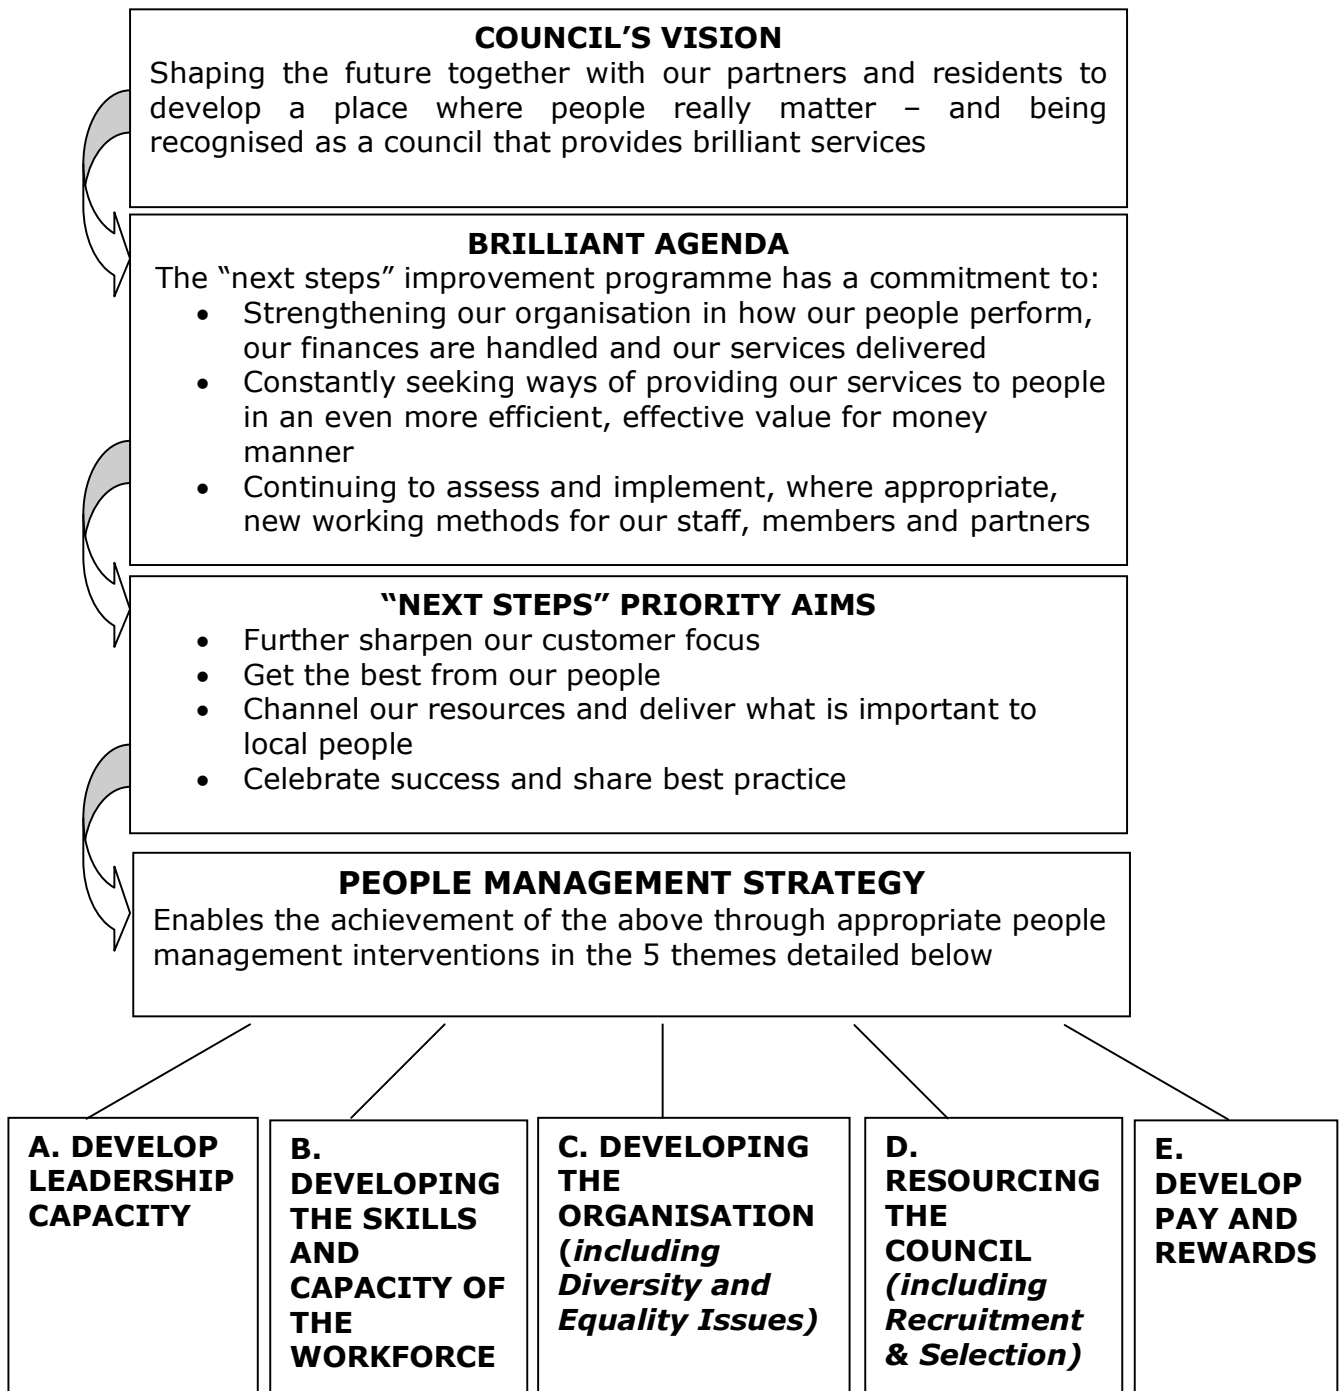 COUNCIL’S VISION
Shaping the future together with our partners and residents to
develop a place where people really matter – and being
recognised as a council that provides brilliant services
BRILLIANT AGENDA
The “next steps” improvement programme has a commitment to:
• Strengthening our organisation in how our people perform,
our finances are handled and our services delivered
• Constantly seeking ways of providing our services to people
in an even more efficient, effective value for money
manner
• Continuing to assess and implement, where appropriate,
new working methods for our staff, members and partners
“NEXT STEPS” PRIORITY AIMS
• Further sharpen our customer focus
• Get the best from our people
• Channel our resources and deliver what is important to
local people
• Celebrate success and share best practice
PEOPLE MANAGEMENT STRATEGY
Enables the achievement of the above through appropriate people
management interventions in the 5 themes detailed below
A. DEVELOP
LEADERSHIP
CAPACITY
B.
DEVELOPING
THE SKILLS
AND
CAPACITY OF
THE
WORKFORCE
C. DEVELOPING
THE
ORGANISATION
(including
Diversity and
Equality Issues)
D.
RESOURCING
THE
COUNCIL
(including
Recruitment
& Selection)
E.
DEVELOP
PAY AND
REWARDS